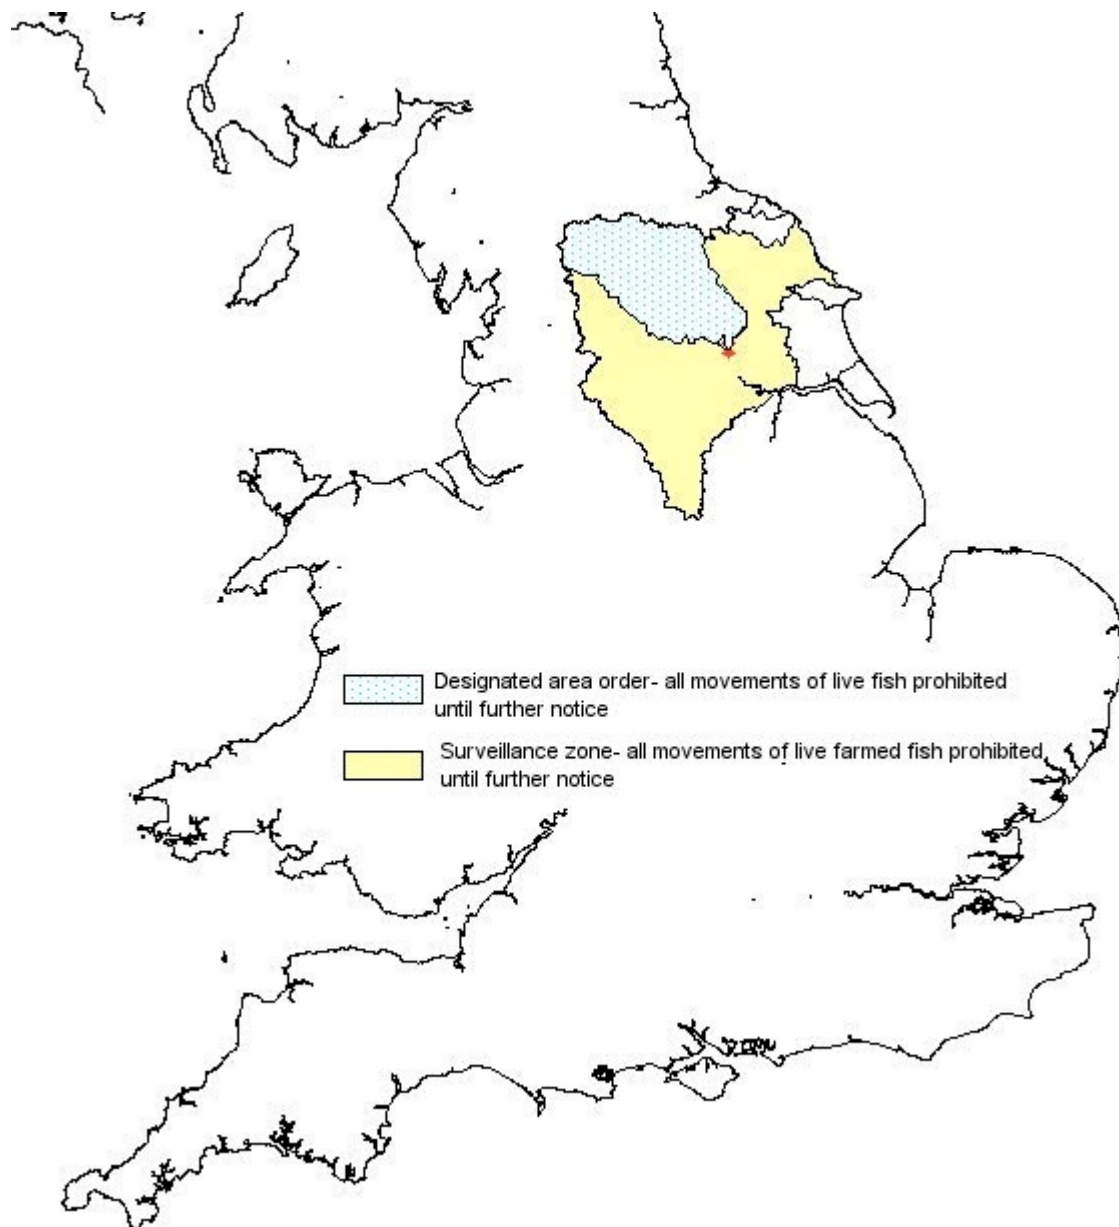 Designated area order- all movements of live fish prohibited
until further notice
Surveillance zone- all movements of live farmed fish prohibited
until further notice